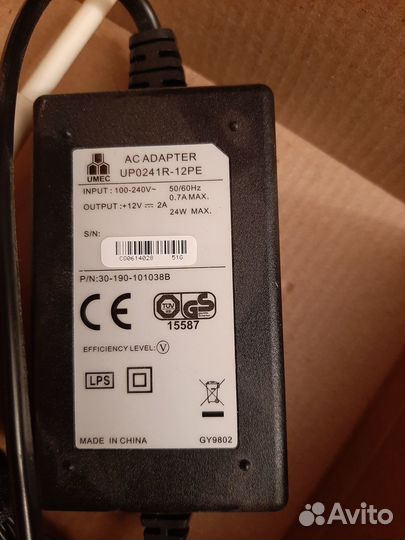 UMEC
AC ADAPTER
UP0241R-12PE
INPUT : 100-240V~ 50/60Hz
0.7A MAX.
OUTPUT : +12V ⎓ 2A
24W MAX.
S/N:
C00614028 51G
P/N:30-190-101038B
CE TÜV GS
15587
EFFICIENCY LEVEL: V
LPS
MADE IN CHINA GY9802
Avito